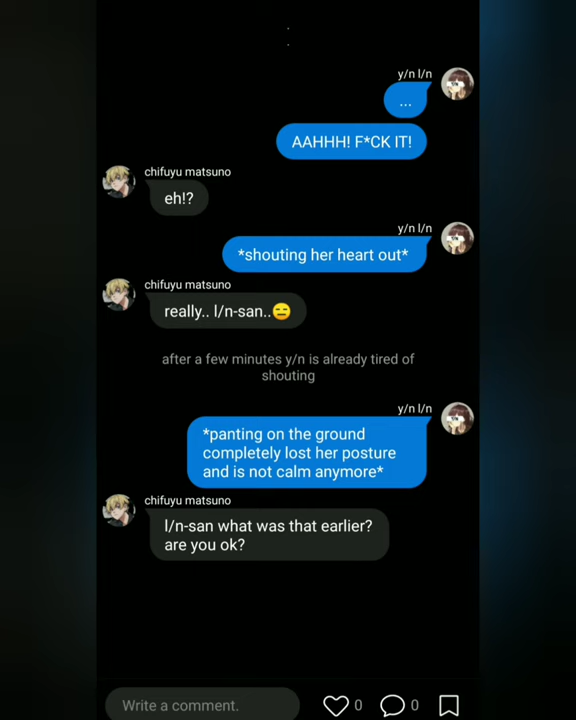 y/n l/n
...
AAHHH! F*CK IT!
chifuyu matsuno
eh!?
y/n l/n
*shouting her heart out*
chifuyu matsuno
really.. l/n-san..😑
after a few minutes y/n is already tired of
shouting
y/n l/n
*panting on the ground
completely lost her posture
and is not calm anymore*
chifuyu matsuno
l/n-san what was that earlier?
are you ok?
Write a comment.
0
0